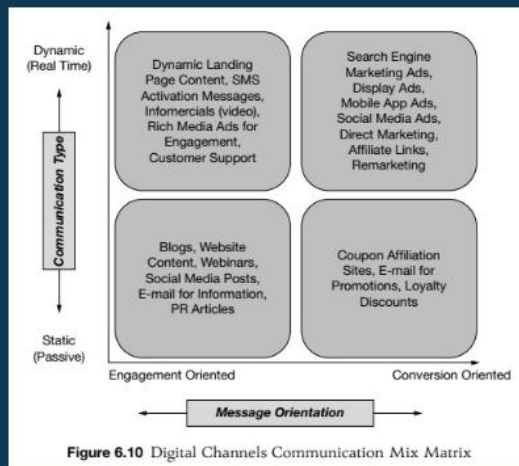 Dynamic
(Real Time)
Communication Type
Static
(Passive)
Dynamic Landing
Page Content, SMS
Activation Messages,
Infomercials (video),
Rich Media Ads for
Engagement,
Customer Support
Search Engine
Marketing Ads,
Display Ads,
Mobile App Ads,
Social Media Ads,
Direct Marketing,
Affiliate Links,
Remarketing
Blogs, Website
Content, Webinars,
Social Media Posts,
E-mail for Information,
PR Articles
Coupon Affiliation
Sites, E-mail for
Promotions, Loyalty
Discounts
Engagement Oriented
Conversion Oriented
Message Orientation
Figure 6.10 Digital Channels Communication Mix Matrix